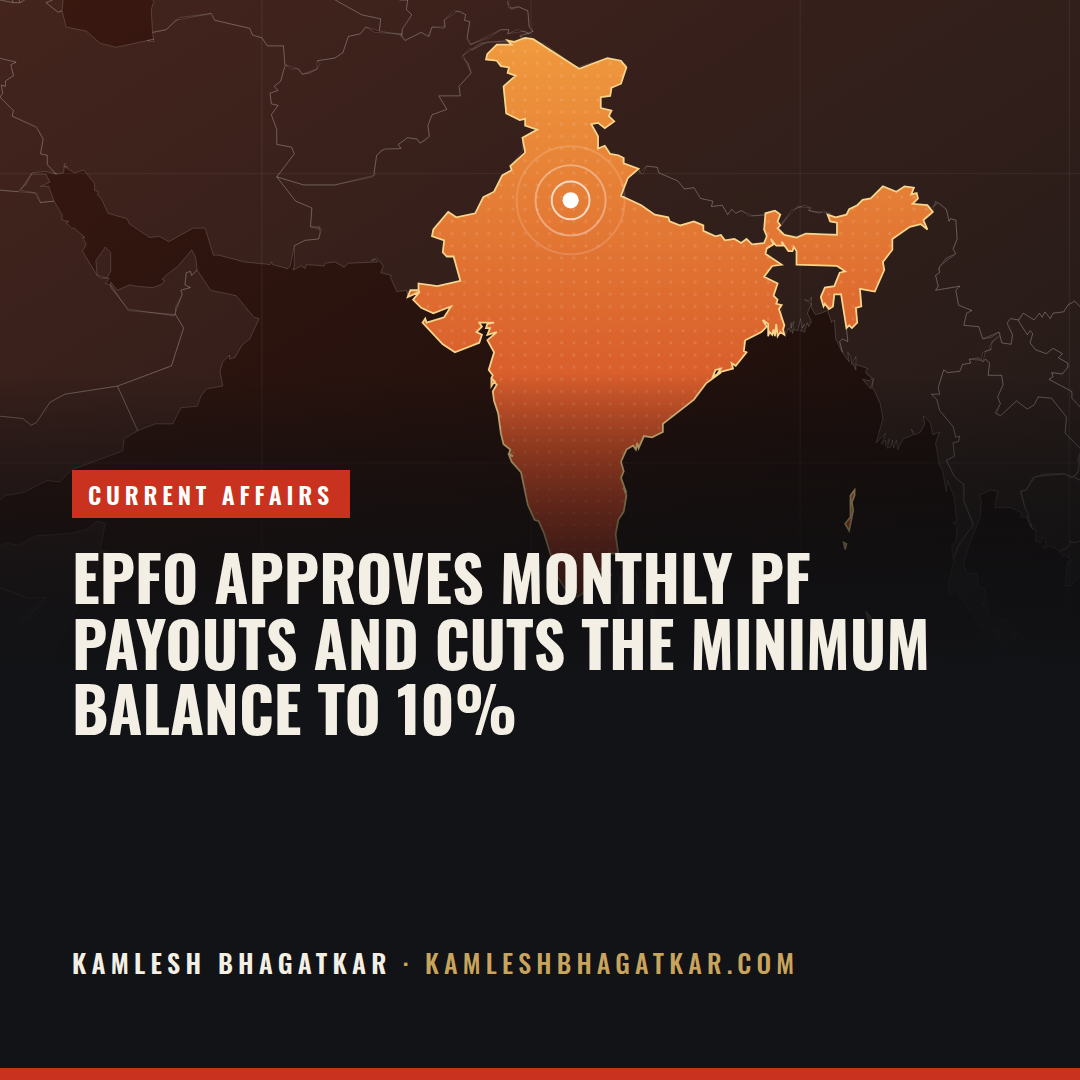 CURRENT AFFAIRS
EPFO APPROVES MONTHLY PF
PAYOUTS AND CUTS THE MINIMUM
BALANCE TO 10%
KAMLESH BHAGATKAR · KAMLESHBHAGATKAR.COM